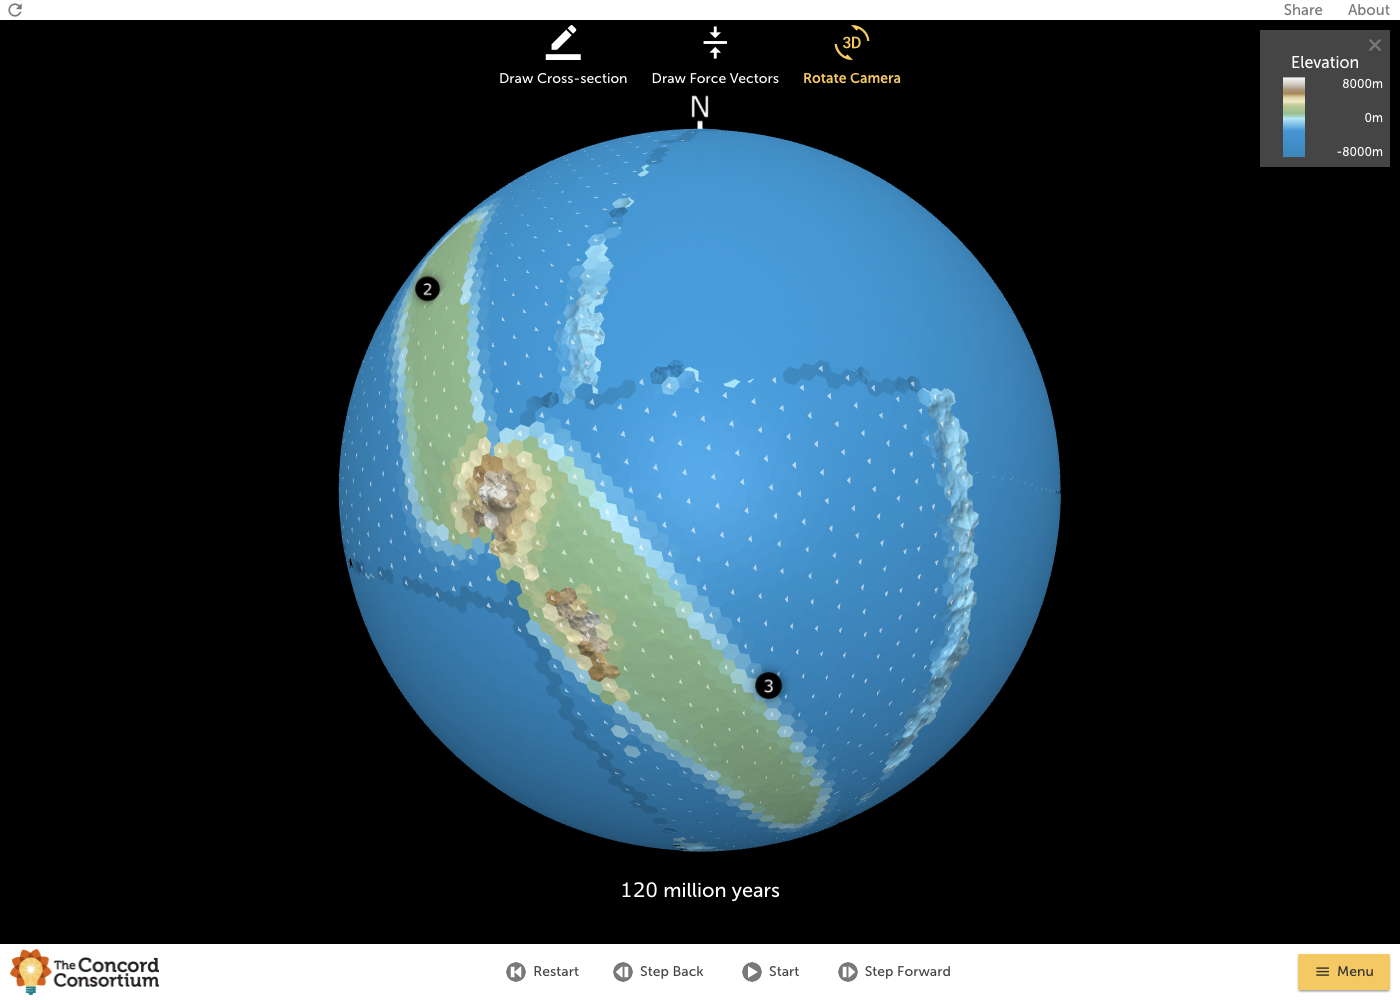 Share About
Draw Cross-section Draw Force Vectors Rotate Camera
3D
N
Elevation
8000m
0m
-8000m
2
3
120 million years
The Concord
Consortium
Restart Step Back Start Step Forward
Menu